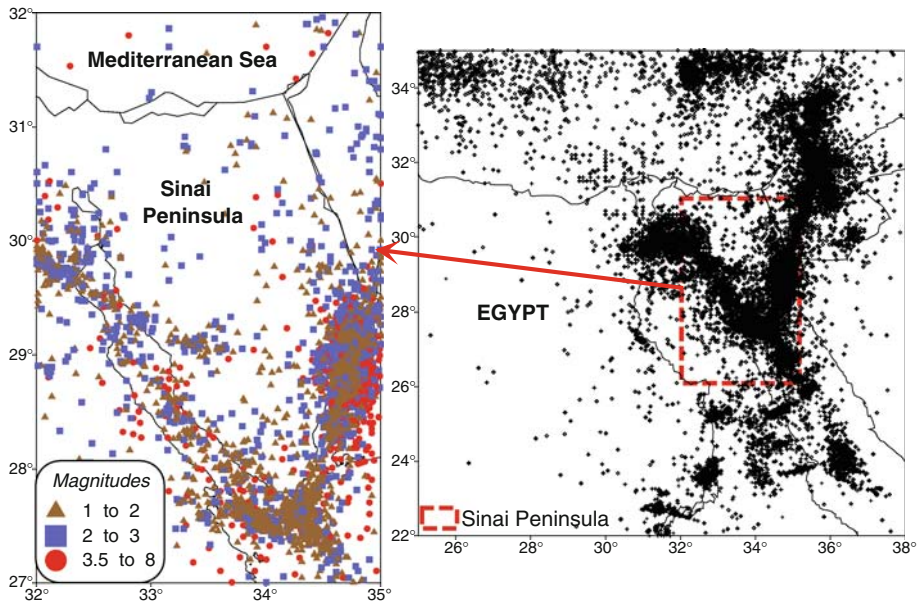 32°
31°
30°
29°
28°
27°
32°
33°
34°
35°
Mediterranean Sea
Sinai
Peninsula
Magnitudes
1 to 2
2 to 3
3.5 to 8
34°
32°
30°
28°
26°
24°
22°
26°
28°
30°
32°
34°
36°
38°
EGYPT
Sinai Peninsula